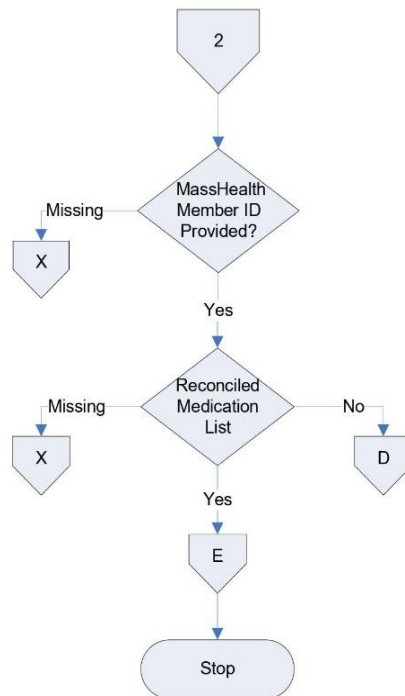 2
MassHealth
Member ID
Provided?
Missing
X
Yes
Reconciled
Medication
List
Missing
No
X
D
Yes
E
Stop